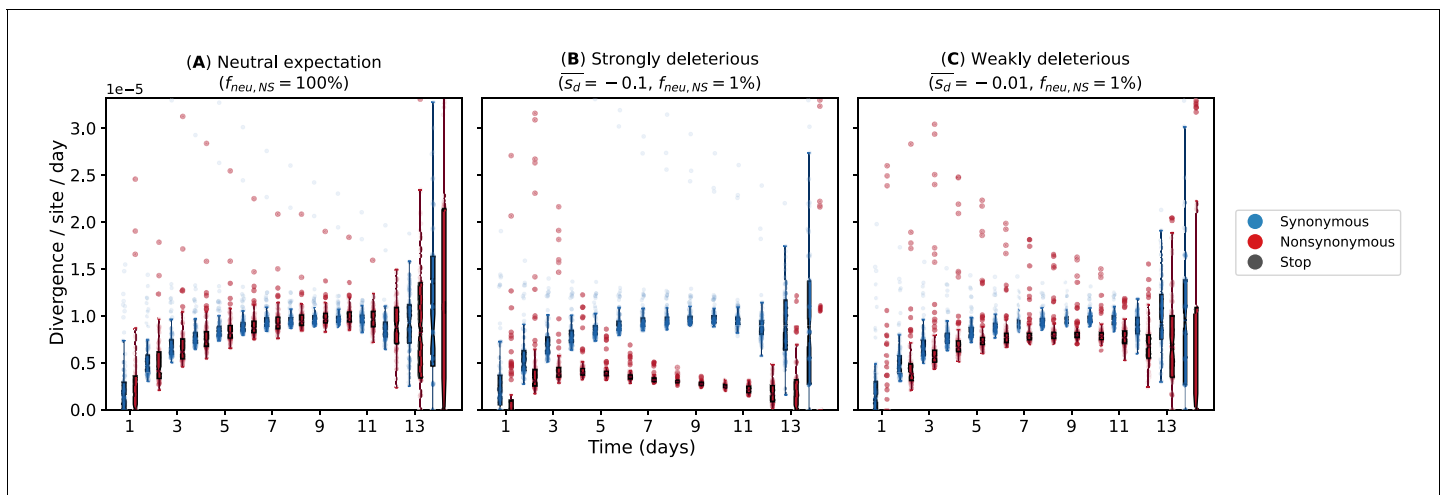 (A) Neutral expectation
(f_neu,NS = 100%)
(B) Strongly deleterious
(s̅_d̅ = −0.1, f_neu,NS = 1%)
(C) Weakly deleterious
(s̅_d̅ = −0.01, f_neu,NS = 1%)
1e−5
3.0
2.5
2.0
1.5
1.0
0.5
0.0
Divergence / site / day
1 3 5 7 9 11 13
1 3 5 7 9 11 13
1 3 5 7 9 11 13
Time (days)
Synonymous
Nonsynonymous
Stop